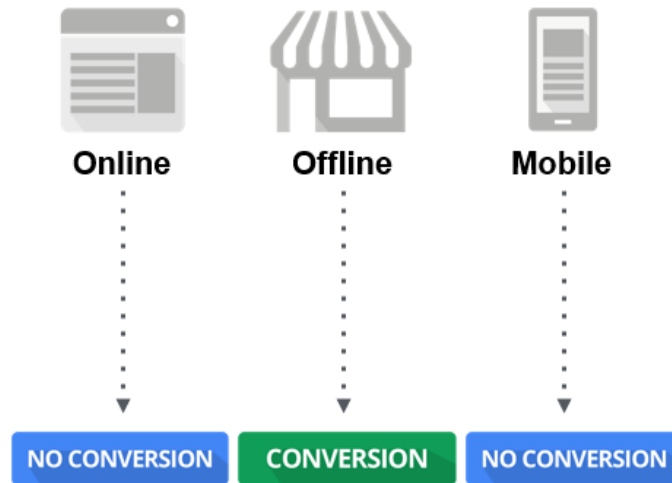 Online
Offline
Mobile
NO CONVERSION
CONVERSION
NO CONVERSION